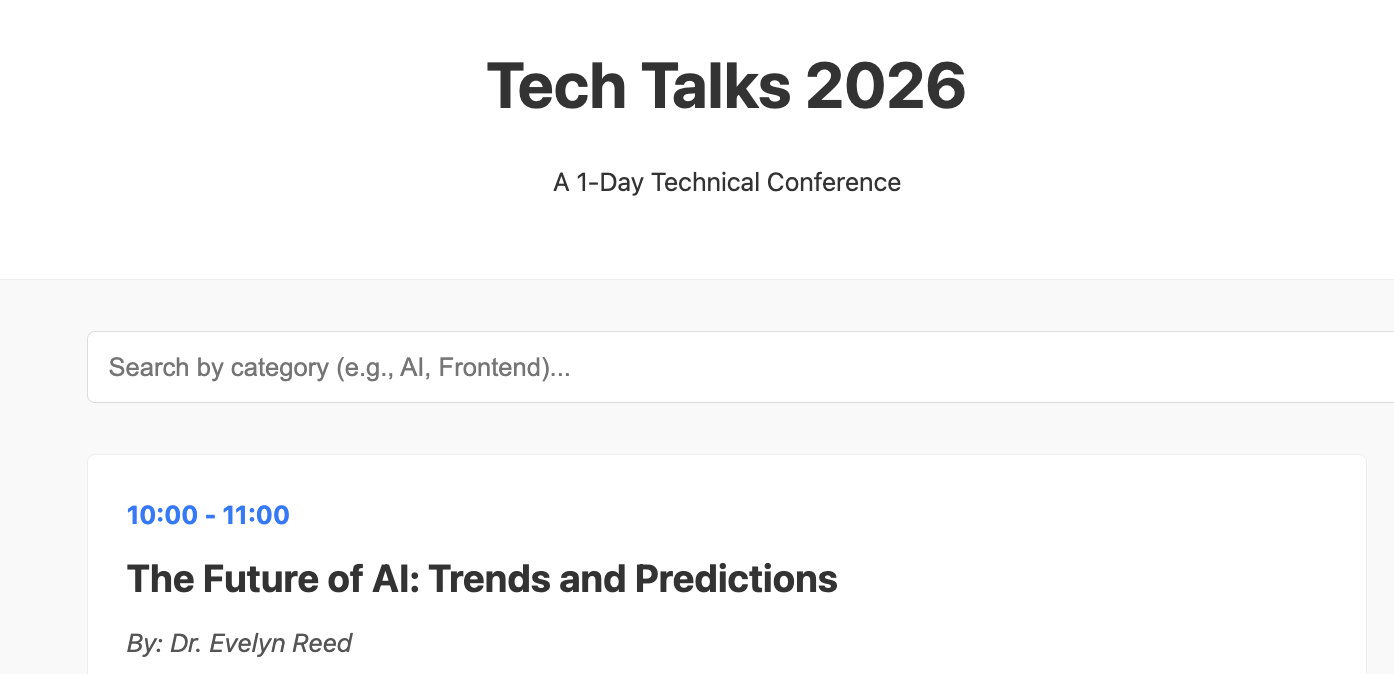 Tech Talks 2026
A 1-Day Technical Conference
Search by category (e.g., AI, Frontend)...
10:00 - 11:00
The Future of AI: Trends and Predictions
By: Dr. Evelyn Reed